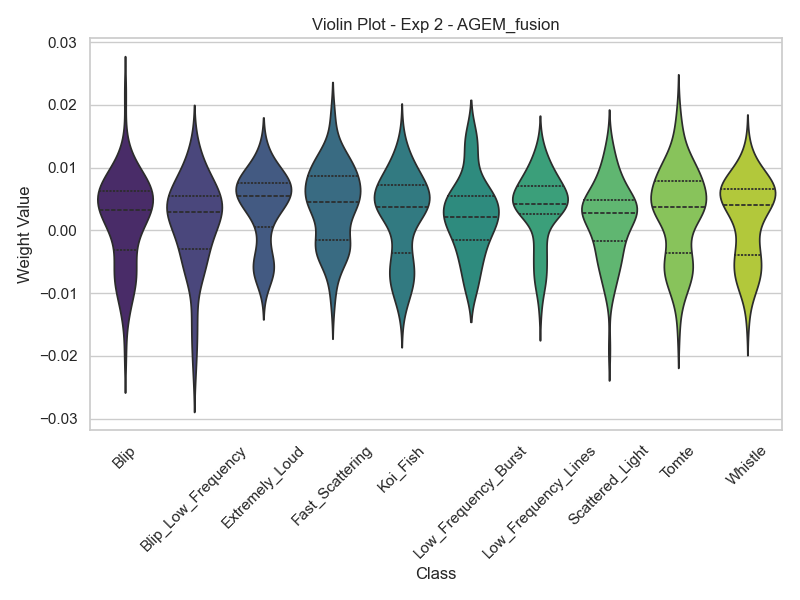 Violin Plot - Exp 2 - AGEM_fusion
Weight Value
0.03
0.02
0.01
0.00
−0.01
−0.02
−0.03
Blip
Blip_Low_Frequency
Extremely_Loud
Fast_Scattering
Koi_Fish
Low_Frequency_Burst
Low_Frequency_Lines
Scattered_Light
Tomte
Whistle
Class